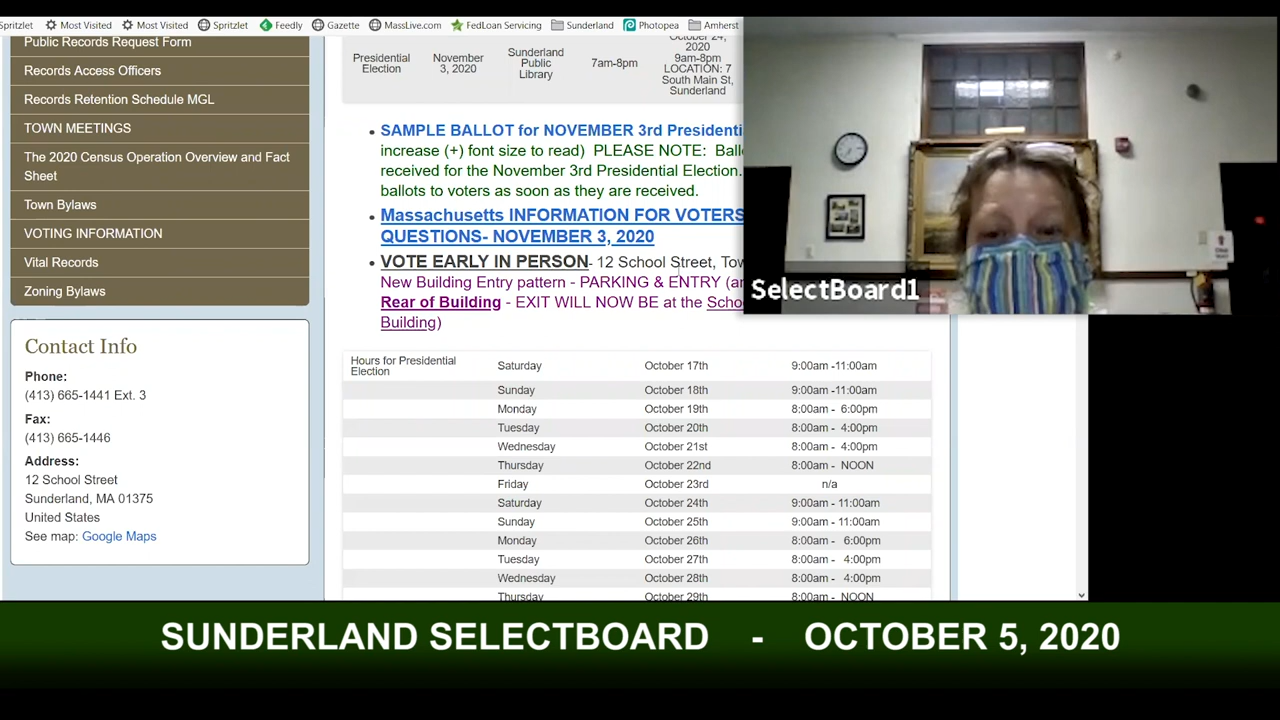 Spritzlet Most Visited Most Visited Spritzlet Feedly Gazette MassLive.com FedLoan Servicing Sunderland Photopea Amherst
Public Records Request Form
Records Access Officers
Records Retention Schedule MGL
TOWN MEETINGS
The 2020 Census Operation Overview and Fact
Sheet
Town Bylaws
VOTING INFORMATION
Vital Records
Zoning Bylaws
Contact Info
Phone:
(413) 665-1441 Ext. 3
Fax:
(413) 665-1446
Address:
12 School Street
Sunderland, MA 01375
United States
See map: Google Maps
Presidential
Election
November
3, 2020
Sunderland
Public
Library
7am-8pm
October 24,
2020
9am-8pm
LOCATION: 7
South Main St,
Sunderland
SAMPLE BALLOT for NOVEMBER 3rd Presidenti
increase (+) font size to read) PLEASE NOTE: Ball
received for the November 3rd Presidential Election.
ballots to voters as soon as they are received.
Massachusetts INFORMATION FOR VOTERS
QUESTIONS- NOVEMBER 3, 2020
VOTE EARLY IN PERSON- 12 School Street, Tow
New Building Entry pattern - PARKING & ENTRY (a
Rear of Building - EXIT WILL NOW BE at the Scho
Building)
Hours for Presidential
Election
Saturday October 17th 9:00am -11:00am
Sunday October 18th 9:00am -11:00am
Monday October 19th 8:00am - 6:00pm
Tuesday October 20th 8:00am - 4:00pm
Wednesday October 21st 8:00am - 4:00pm
Thursday October 22nd 8:00am - NOON
Friday October 23rd n/a
Saturday October 24th 9:00am - 11:00am
Sunday October 25th 9:00am - 11:00am
Monday October 26th 8:00am - 6:00pm
Tuesday October 27th 8:00am - 4:00pm
Wednesday October 28th 8:00am - 4:00pm
Thursday October 29th 8:00am - NOON
SelectBoard1
SUNDERLAND SELECTBOARD - OCTOBER 5, 2020